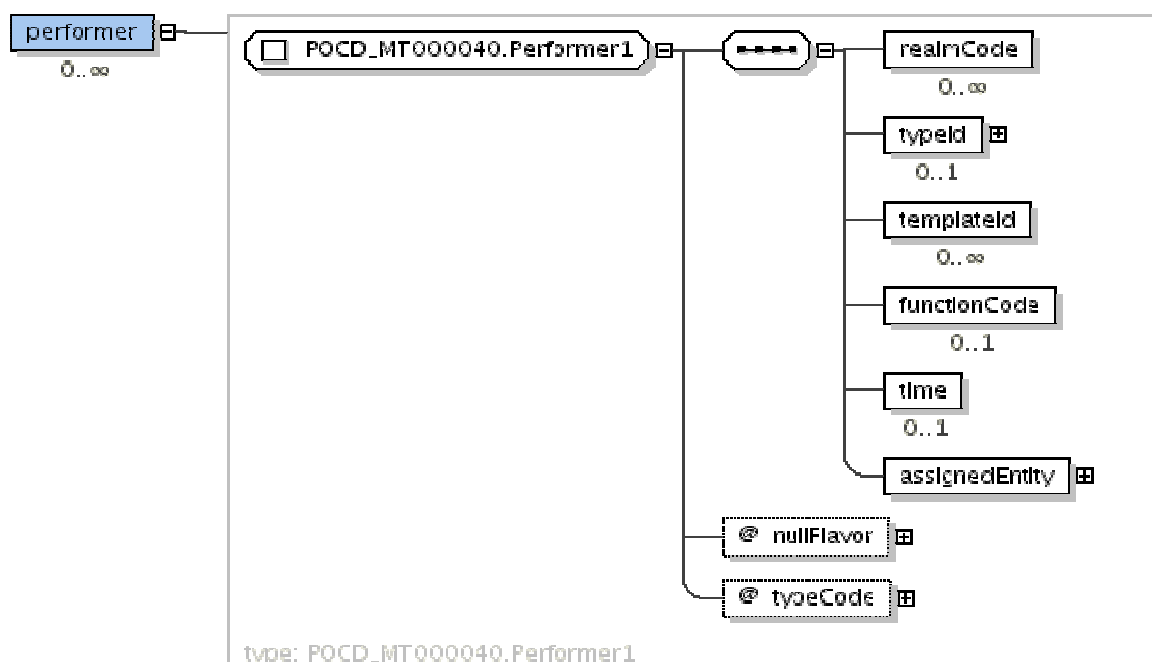 performer
0..∞
POCD_MT000040.Performer1
realmCode
0..∞
typeId
0..1
templateId
0..∞
functionCode
0..1
time
0..1
assignedEntity
@ nullFlavor
@ typeCode
type: POCD_MT000040.Performer1